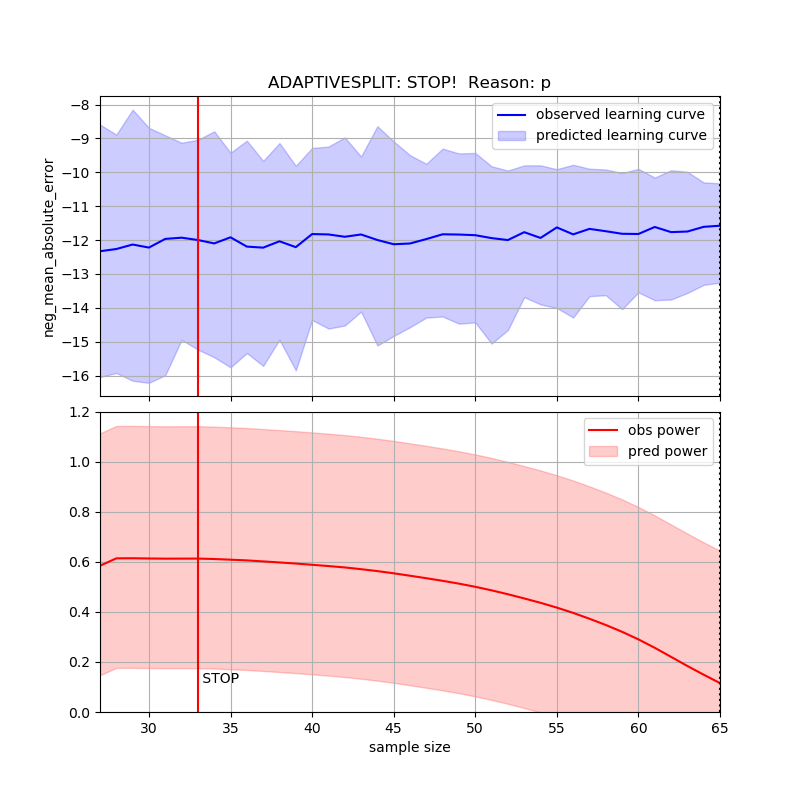 ADAPTIVESPLIT: STOP!  Reason: p
−8
−9
−10
−11
−12
−13
−14
−15
−16
neg_mean_absolute_error
observed learning curve
predicted learning curve
1.2
1.0
0.8
0.6
0.4
0.2
0.0
obs power
pred power
STOP
30 35 40 45 50 55 60 65
sample size